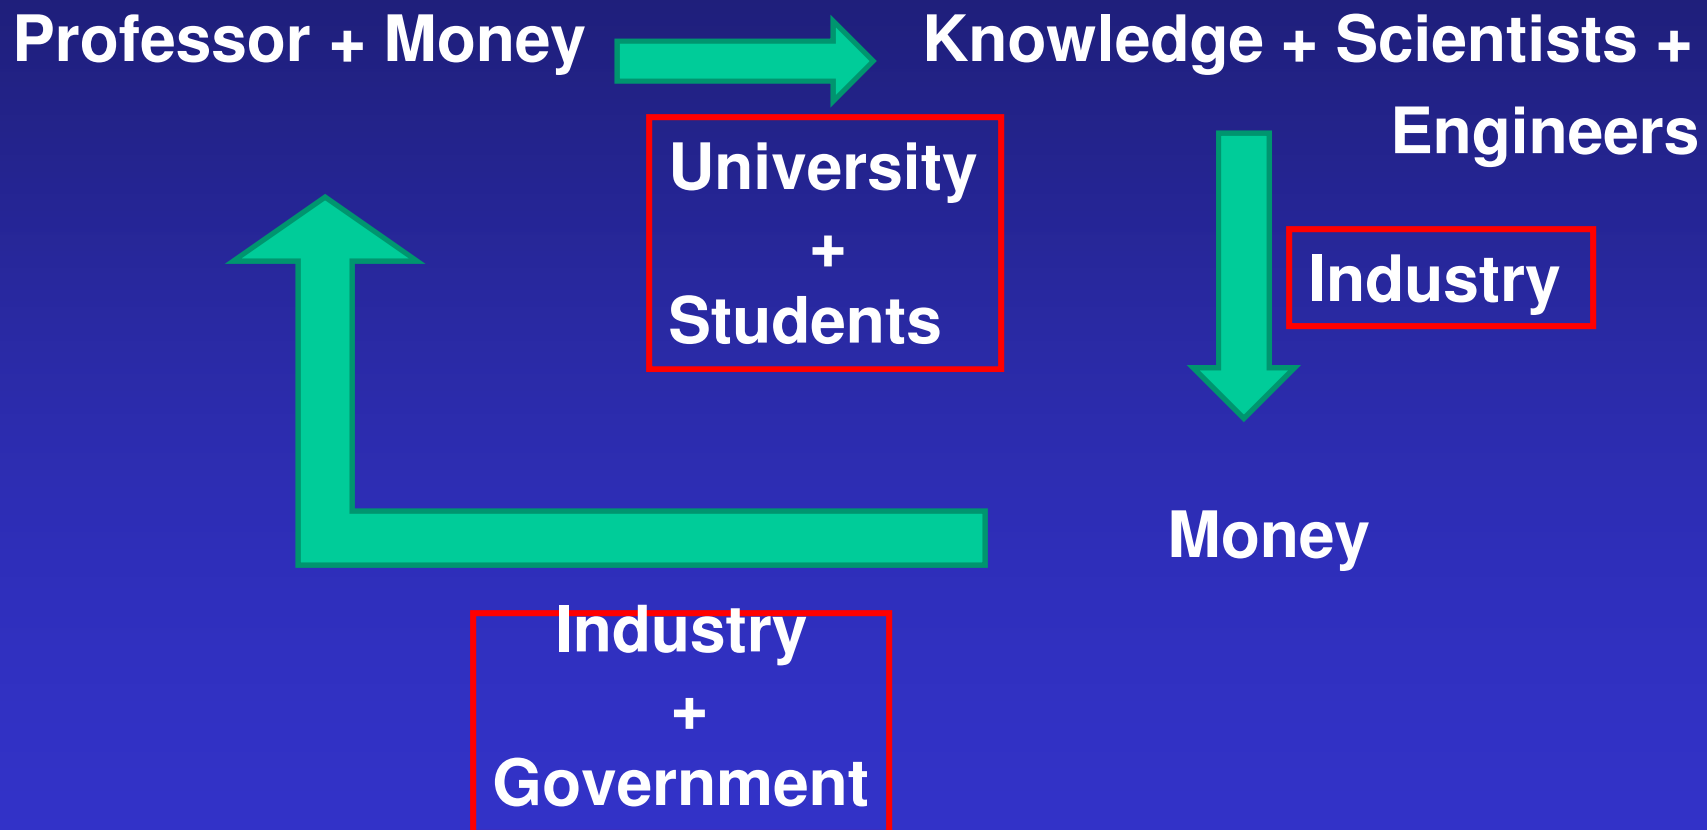 Professor + Money
Knowledge + Scientists +
Engineers
University
+
Students
Industry
Money
Industry
+
Government